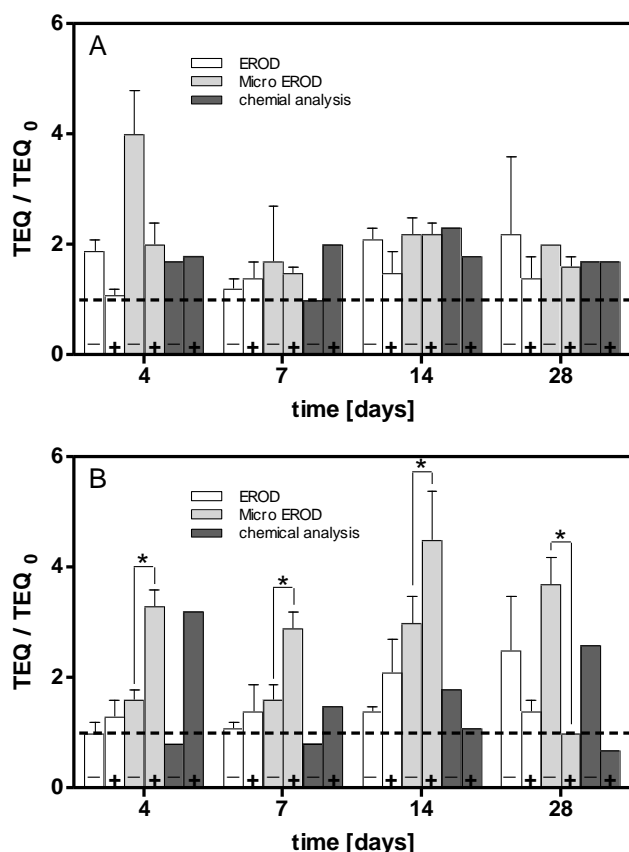 A
EROD
Micro EROD
chemial analysis
TEQ / TEQ 0
6
4
2
0
– + – + – + – + – + – + – + – + – + – + – + – +
4 7 14 28
time [days]
B
EROD
Micro EROD
chemical analysis
TEQ / TEQ 0
6
4
2
0
* * * *
– + – + – + – + – + – + – + – + – + – + – + – +
4 7 14 28
time [days]